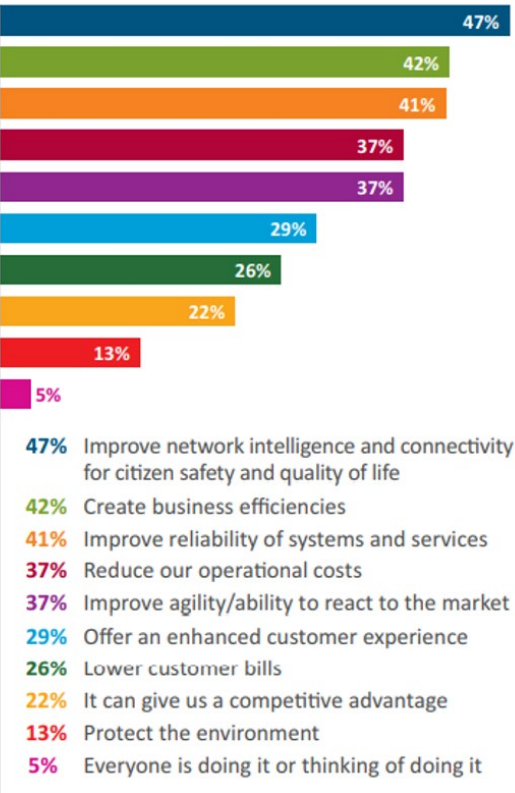 47%
42%
41%
37%
37%
29%
26%
22%
13%
5%
47% Improve network intelligence and connectivity
for citizen safety and quality of life
42% Create business efficiencies
41% Improve reliability of systems and services
37% Reduce our operational costs
37% Improve agility/ability to react to the market
29% Offer an enhanced customer experience
26% Lower customer bills
22% It can give us a competitive advantage
13% Protect the environment
5% Everyone is doing it or thinking of doing it